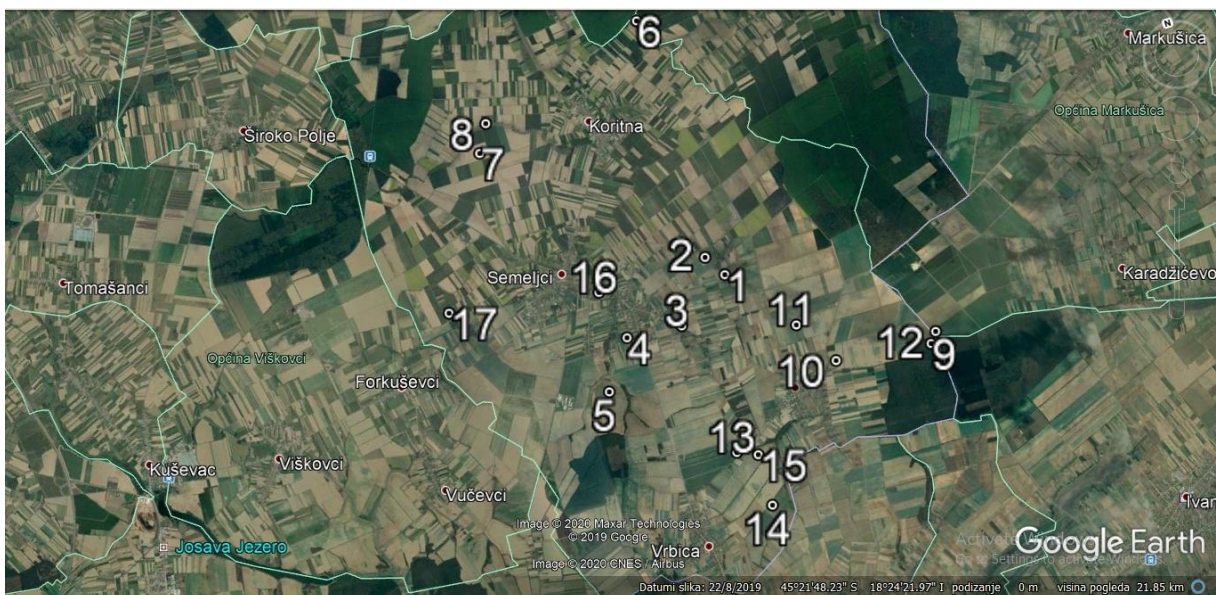 6
Markušica
Koritna
Općina Markušica
8
Široko Polje
7
2
Semeljci
16
1
Karadžićevo
Tomašanci
3
11
17
4
12
9
Općina Viškovci
10
Forkuševci
5
13
Viškovci
15
Kuševac
Vučevci
14
Image © 2020 Maxar Technologies
© 2019 Google
Josava Jezero
Vrbica
Image © 2020 CNES / Airbus
Google Earth
Datumi slika: 22/8/2019 45°21'48.23" S 18°24'21.97" I podizanje 0 m visina pogleda 21.85 km